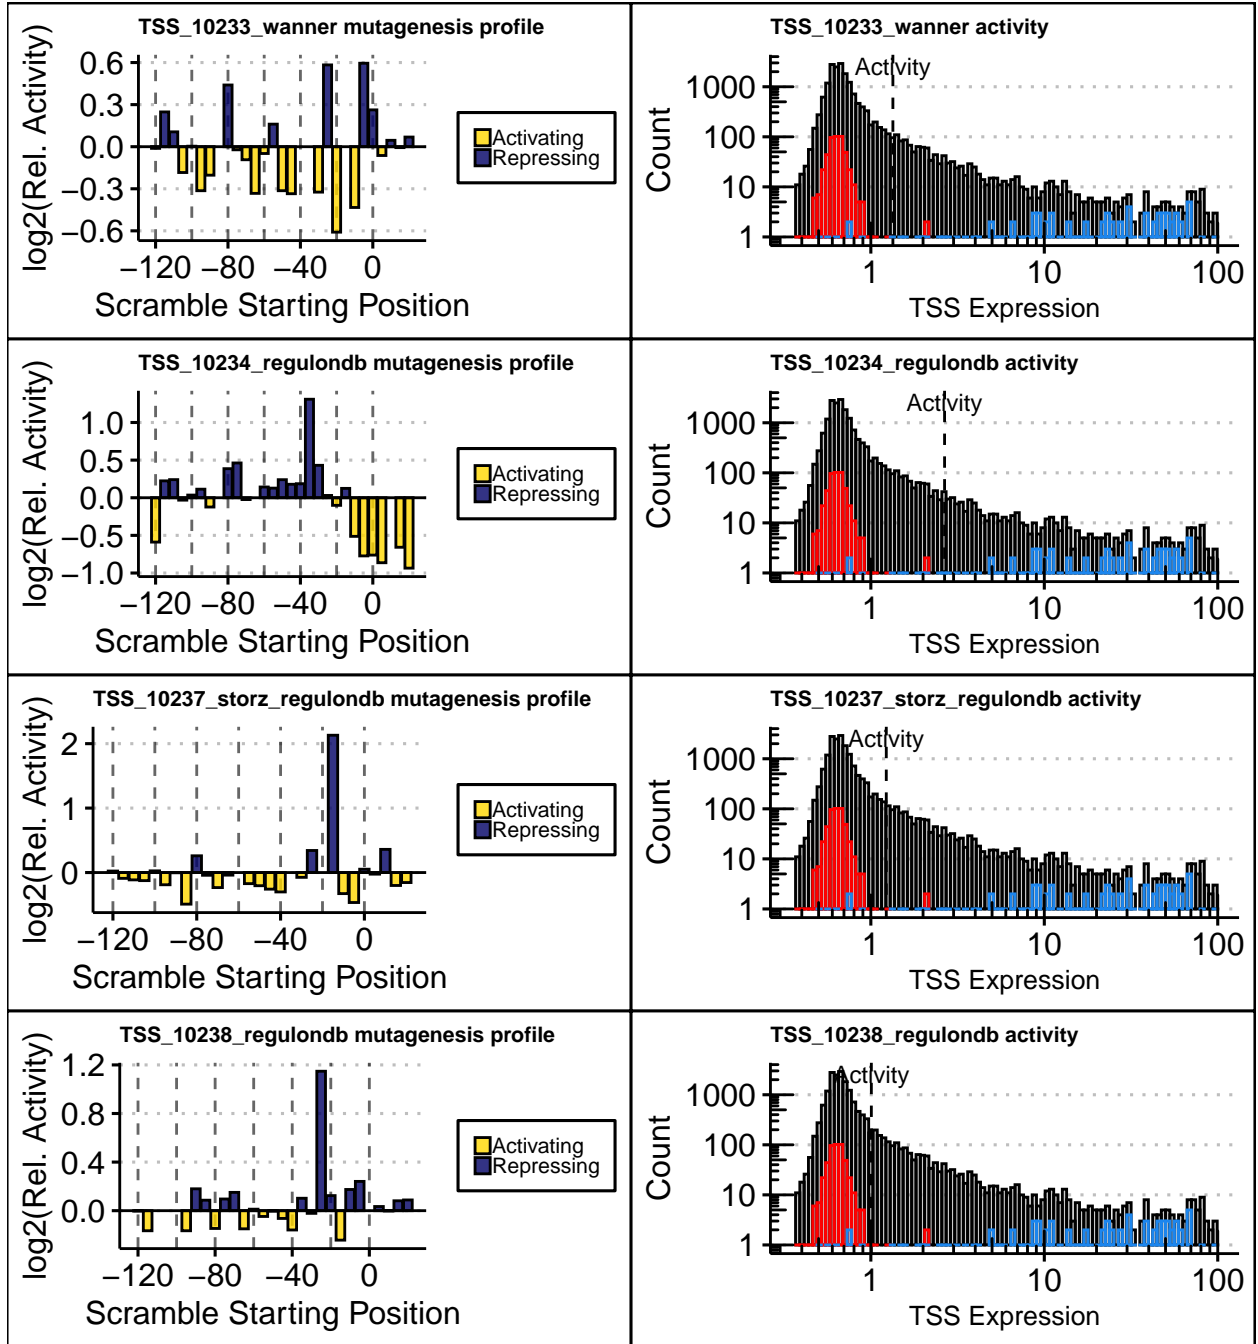 TSS_10233_wanner mutagenesis profile
log2(Rel. Activity)
0.6
0.3
0.0
−0.3
−0.6
−120 −80 −40 0
Scramble Starting Position
Activating
Repressing
TSS_10233_wanner activity
Activity
Count
1000
100
10
1
1 10 100
TSS Expression
TSS_10234_regulondb mutagenesis profile
log2(Rel. Activity)
1.0
0.5
0.0
−0.5
−1.0
−120 −80 −40 0
Scramble Starting Position
Activating
Repressing
TSS_10234_regulondb activity
Activity
Count
1000
100
10
1
1 10 100
TSS Expression
TSS_10237_storz_regulondb mutagenesis profile
log2(Rel. Activity)
2
1
0
−120 −80 −40 0
Scramble Starting Position
Activating
Repressing
TSS_10237_storz_regulondb activity
Activity
Count
1000
100
10
1
1 10 100
TSS Expression
TSS_10238_regulondb mutagenesis profile
log2(Rel. Activity)
1.2
0.8
0.4
0.0
−120 −80 −40 0
Scramble Starting Position
Activating
Repressing
TSS_10238_regulondb activity
Activity
Count
1000
100
10
1
1 10 100
TSS Expression